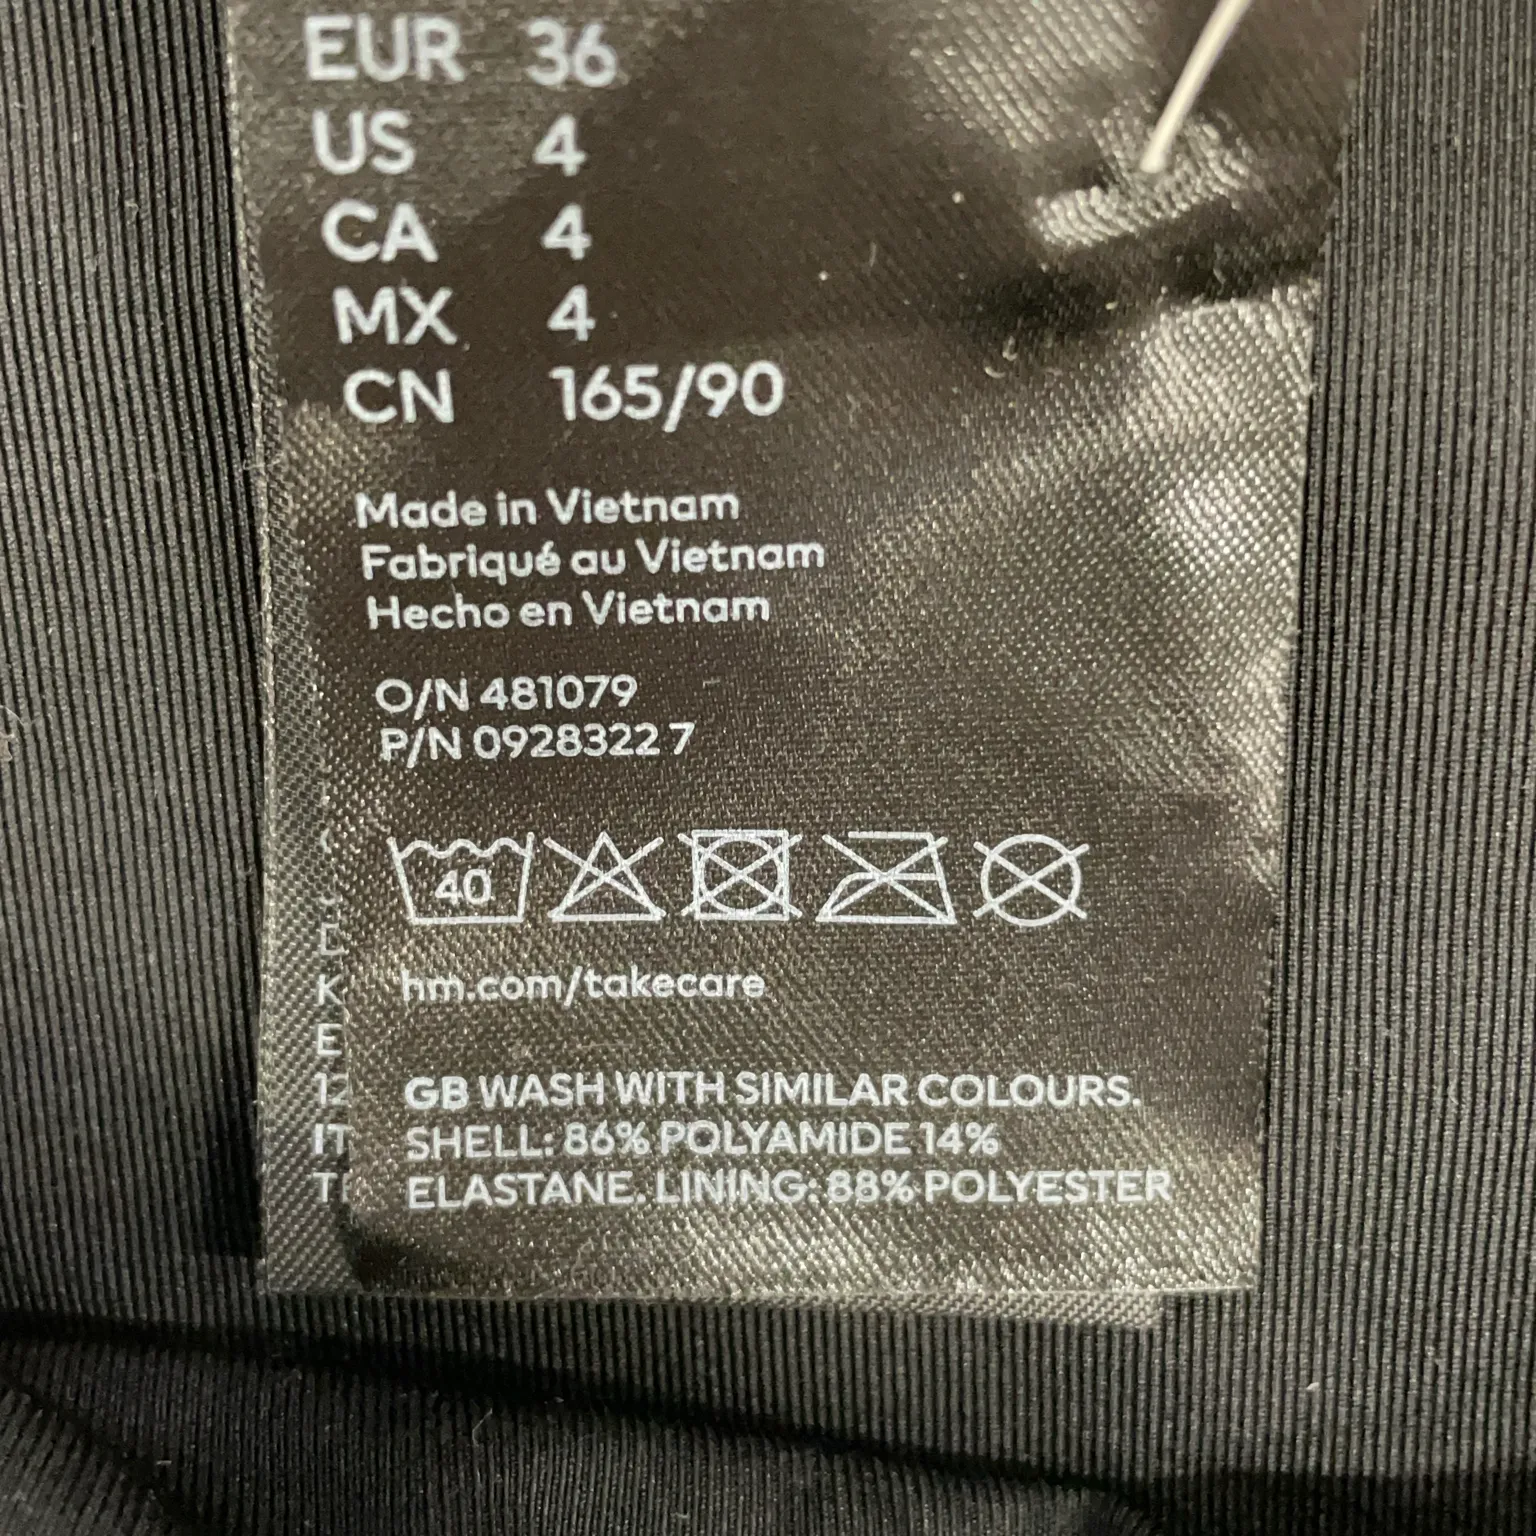 EUR 36
US 4
CA 4
MX 4
CN 165/90
Made in Vietnam
Fabriqué au Vietnam
Hecho en Vietnam
O/N 481079
P/N 0928322 7
40
hm.com/takecare
GB WASH WITH SIMILAR COLOURS.
SHELL: 86% POLYAMIDE 14%
ELASTANE. LINING: 88% POLYESTER